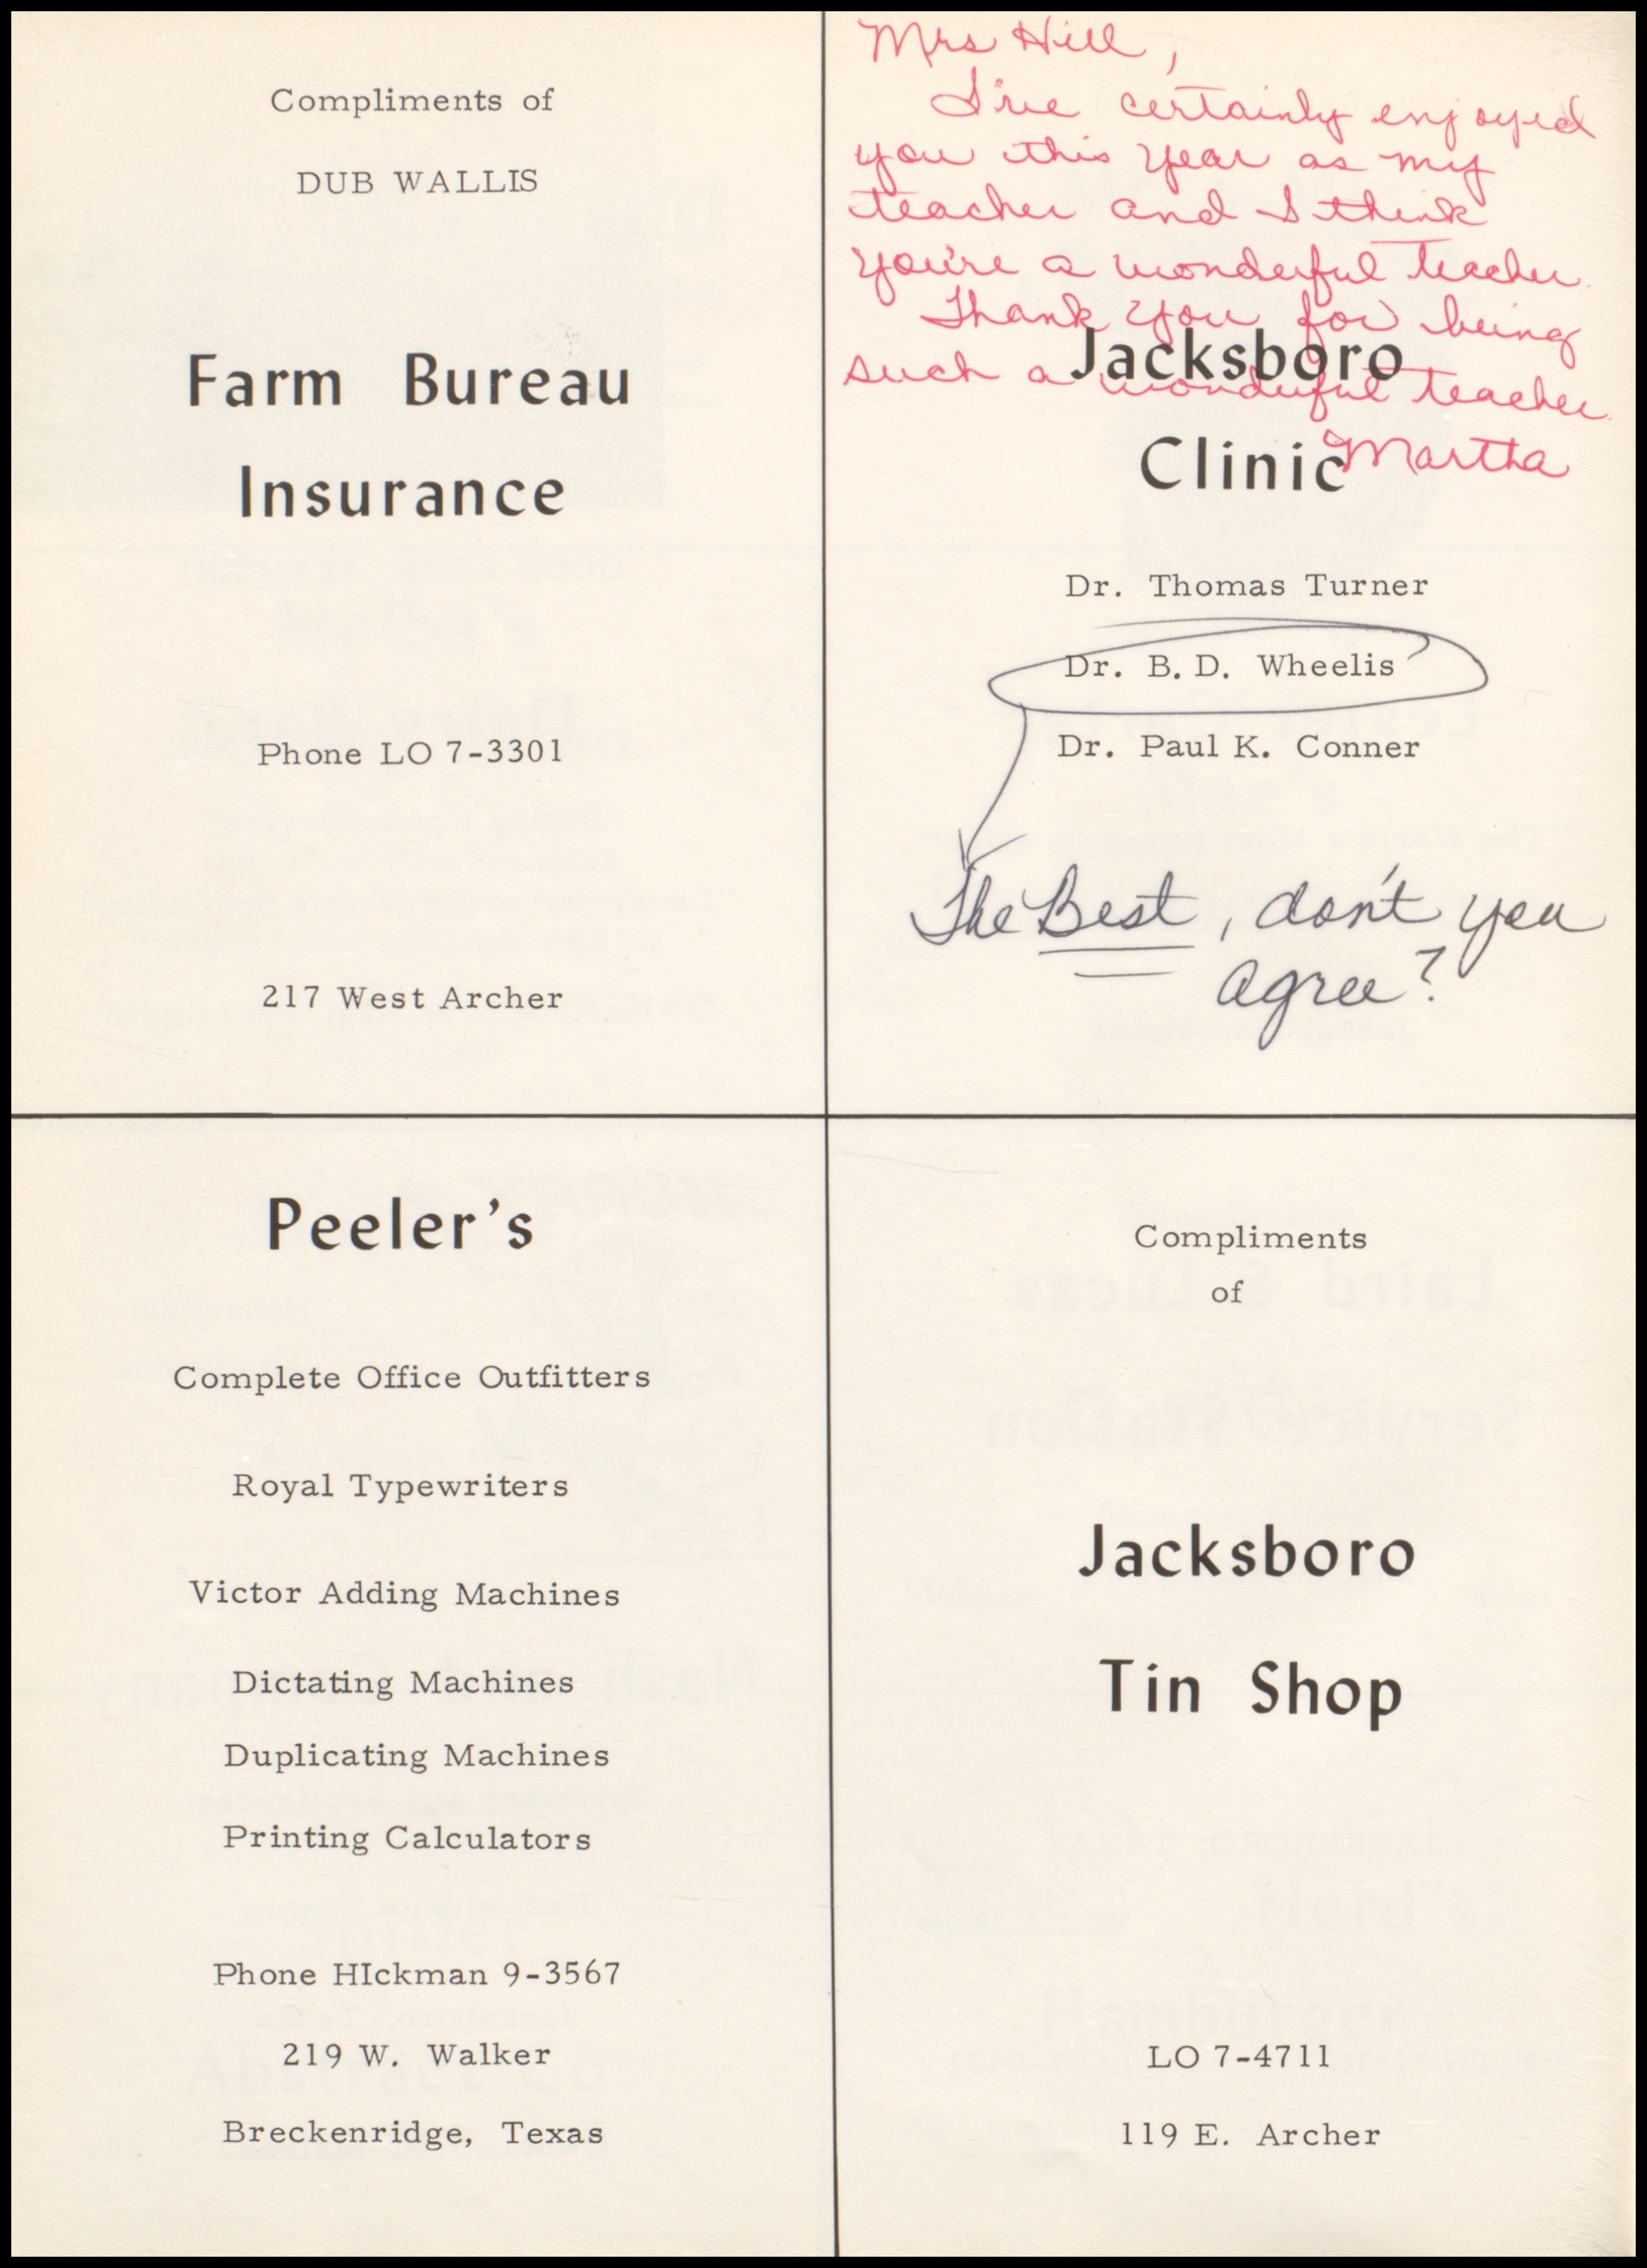 Compliments of
DUB WALLIS
Farm Bureau
Insurance
Phone LO 7-3301
217 West Archer
Mrs Hill,
I've certainly enjoyed
you this year as my
teacher and I think
you're a wonderful teacher.
Thank you for being
such a wonderful teacher.
Martha
Jacksboro
Clinic
Dr. Thomas Turner
Dr. B. D. Wheelis
Dr. Paul K. Conner
The Best, don't you
agree?
Peeler's
Complete Office Outfitters
Royal Typewriters
Victor Adding Machines
Dictating Machines
Duplicating Machines
Printing Calculators
Phone HIckman 9-3567
219 W. Walker
Breckenridge, Texas
Compliments
of
Jacksboro
Tin Shop
LO 7-4711
119 E. Archer